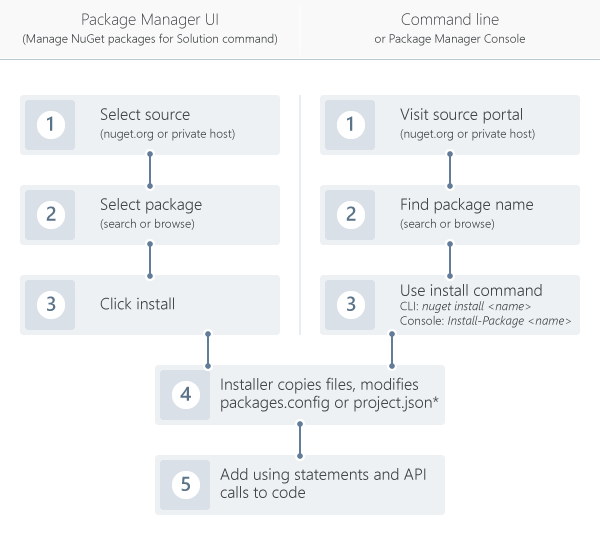 Package Manager UI
(Manage NuGet packages for Solution command)
Command line
or Package Manager Console
1
Select source
(nuget.org or private host)
2
Select package
(search or browse)
3
Click install
1
Visit source portal
(nuget.org or private host)
2
Find package name
(search or browse)
3
Use install command
CLI: nuget install <name>
Console: Install-Package <name>
4
Installer copies files, modifies
packages.config or project.json*
5
Add using statements and API
calls to code